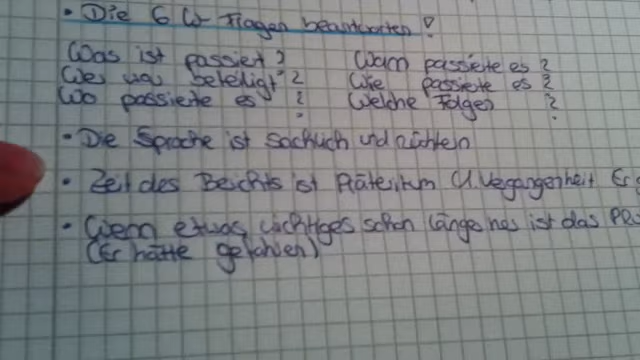 • Die 6 W-Fragen beantworten!
Was ist passiert? Wann passierte es?
Wer war beteiligt? Wie passierte es?
Wo passierte es? Welche Folgen?
• Die Sprache ist sachlich und nüchtern
• Zeit des Berichts ist Präteritum (1. Vergangenheit Er
• Wenn etwas wichtiges schon länger her ist das
(Er hatte gefahren)